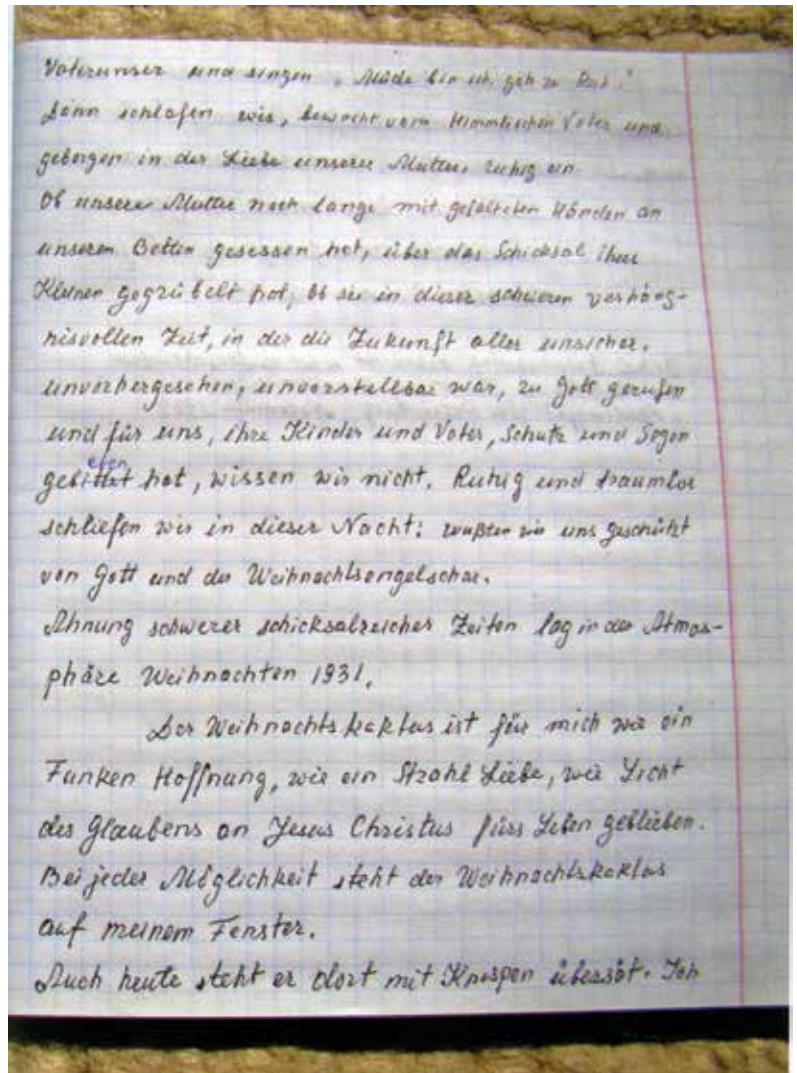 Vaterunser und singen „Müde bin ich geh zu Ruh."
Dann schlafen wir, bewacht vom Himmlischen Vater und
geborgen in der Liebe unserer Mutter, ruhig ein.
Ob unsere Mutter noch lange mit gefalteten Händen an
unseren Betten gesessen hat, über das Schicksal ihrer
Kleinen gegrübelt hat, ob sie in dieser schweren verhäng-
nisvollen Zeit, in der die Zukunft aller unsicher,
unvorhergesehen, unvorstellbar war, zu Gott gerufen
und für uns, ihre Kinder und Vater, Schutz und Segen
hat, wissen wir nicht. Ruhig und traumlos
schliefen wir in dieser Nacht: wußten wir uns geschützt
von Gott und der Weihnachtsengelschar.
Ahnung schwerer schicksalreicher Zeiten lag in der Atmos-
phäre Weihnachten 1931.
Der Weihnachtskaktus ist für mich wie ein
Funken Hoffnung, wie ein Strahl Liebe, wie Licht
des Glaubens an Jesus Christus fürs Leben geblieben.
Bei jeder Möglichkeit steht der Weihnachtskaktus
auf meinem Fenster.
Auch heute steht er dort mit Knospen übersät. Ich